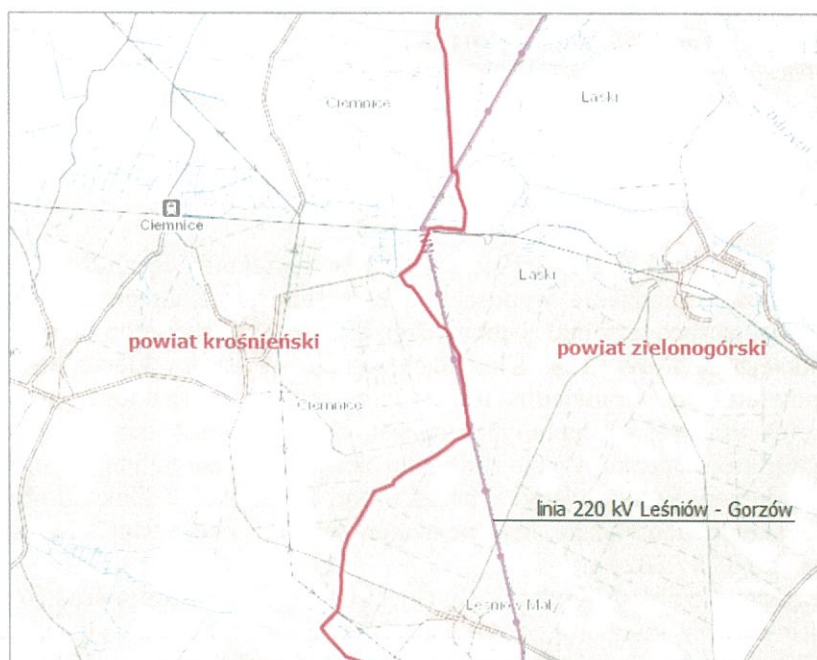 Ciemnice
Laski
Ciemnice
Laski
powiat krośnieński
powiat zielonogórski
Ciemnice
linia 220 kV Leśniów - Gorzów
Leśniów Mały